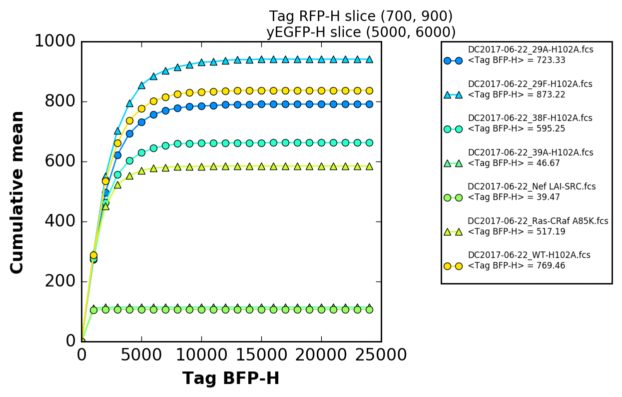 Tag RFP-H slice (700, 900)
yEGFP-H slice (5000, 6000)
1000
800
600
400
200
0
Cumulative mean
0 5000 10000 15000 20000 25000
Tag BFP-H
DC2017-06-22_29A-H102A.fcs
<Tag BFP-H> = 723.33
DC2017-06-22_29F-H102A.fcs
<Tag BFP-H> = 873.22
DC2017-06-22_38F-H102A.fcs
<Tag BFP-H> = 595.25
DC2017-06-22_39A-H102A.fcs
<Tag BFP-H> = 46.67
DC2017-06-22_Nef LAI-SRC.fcs
<Tag BFP-H> = 39.47
DC2017-06-22_Ras-CRaf A85K.fcs
<Tag BFP-H> = 517.19
DC2017-06-22_WT-H102A.fcs
<Tag BFP-H> = 769.46